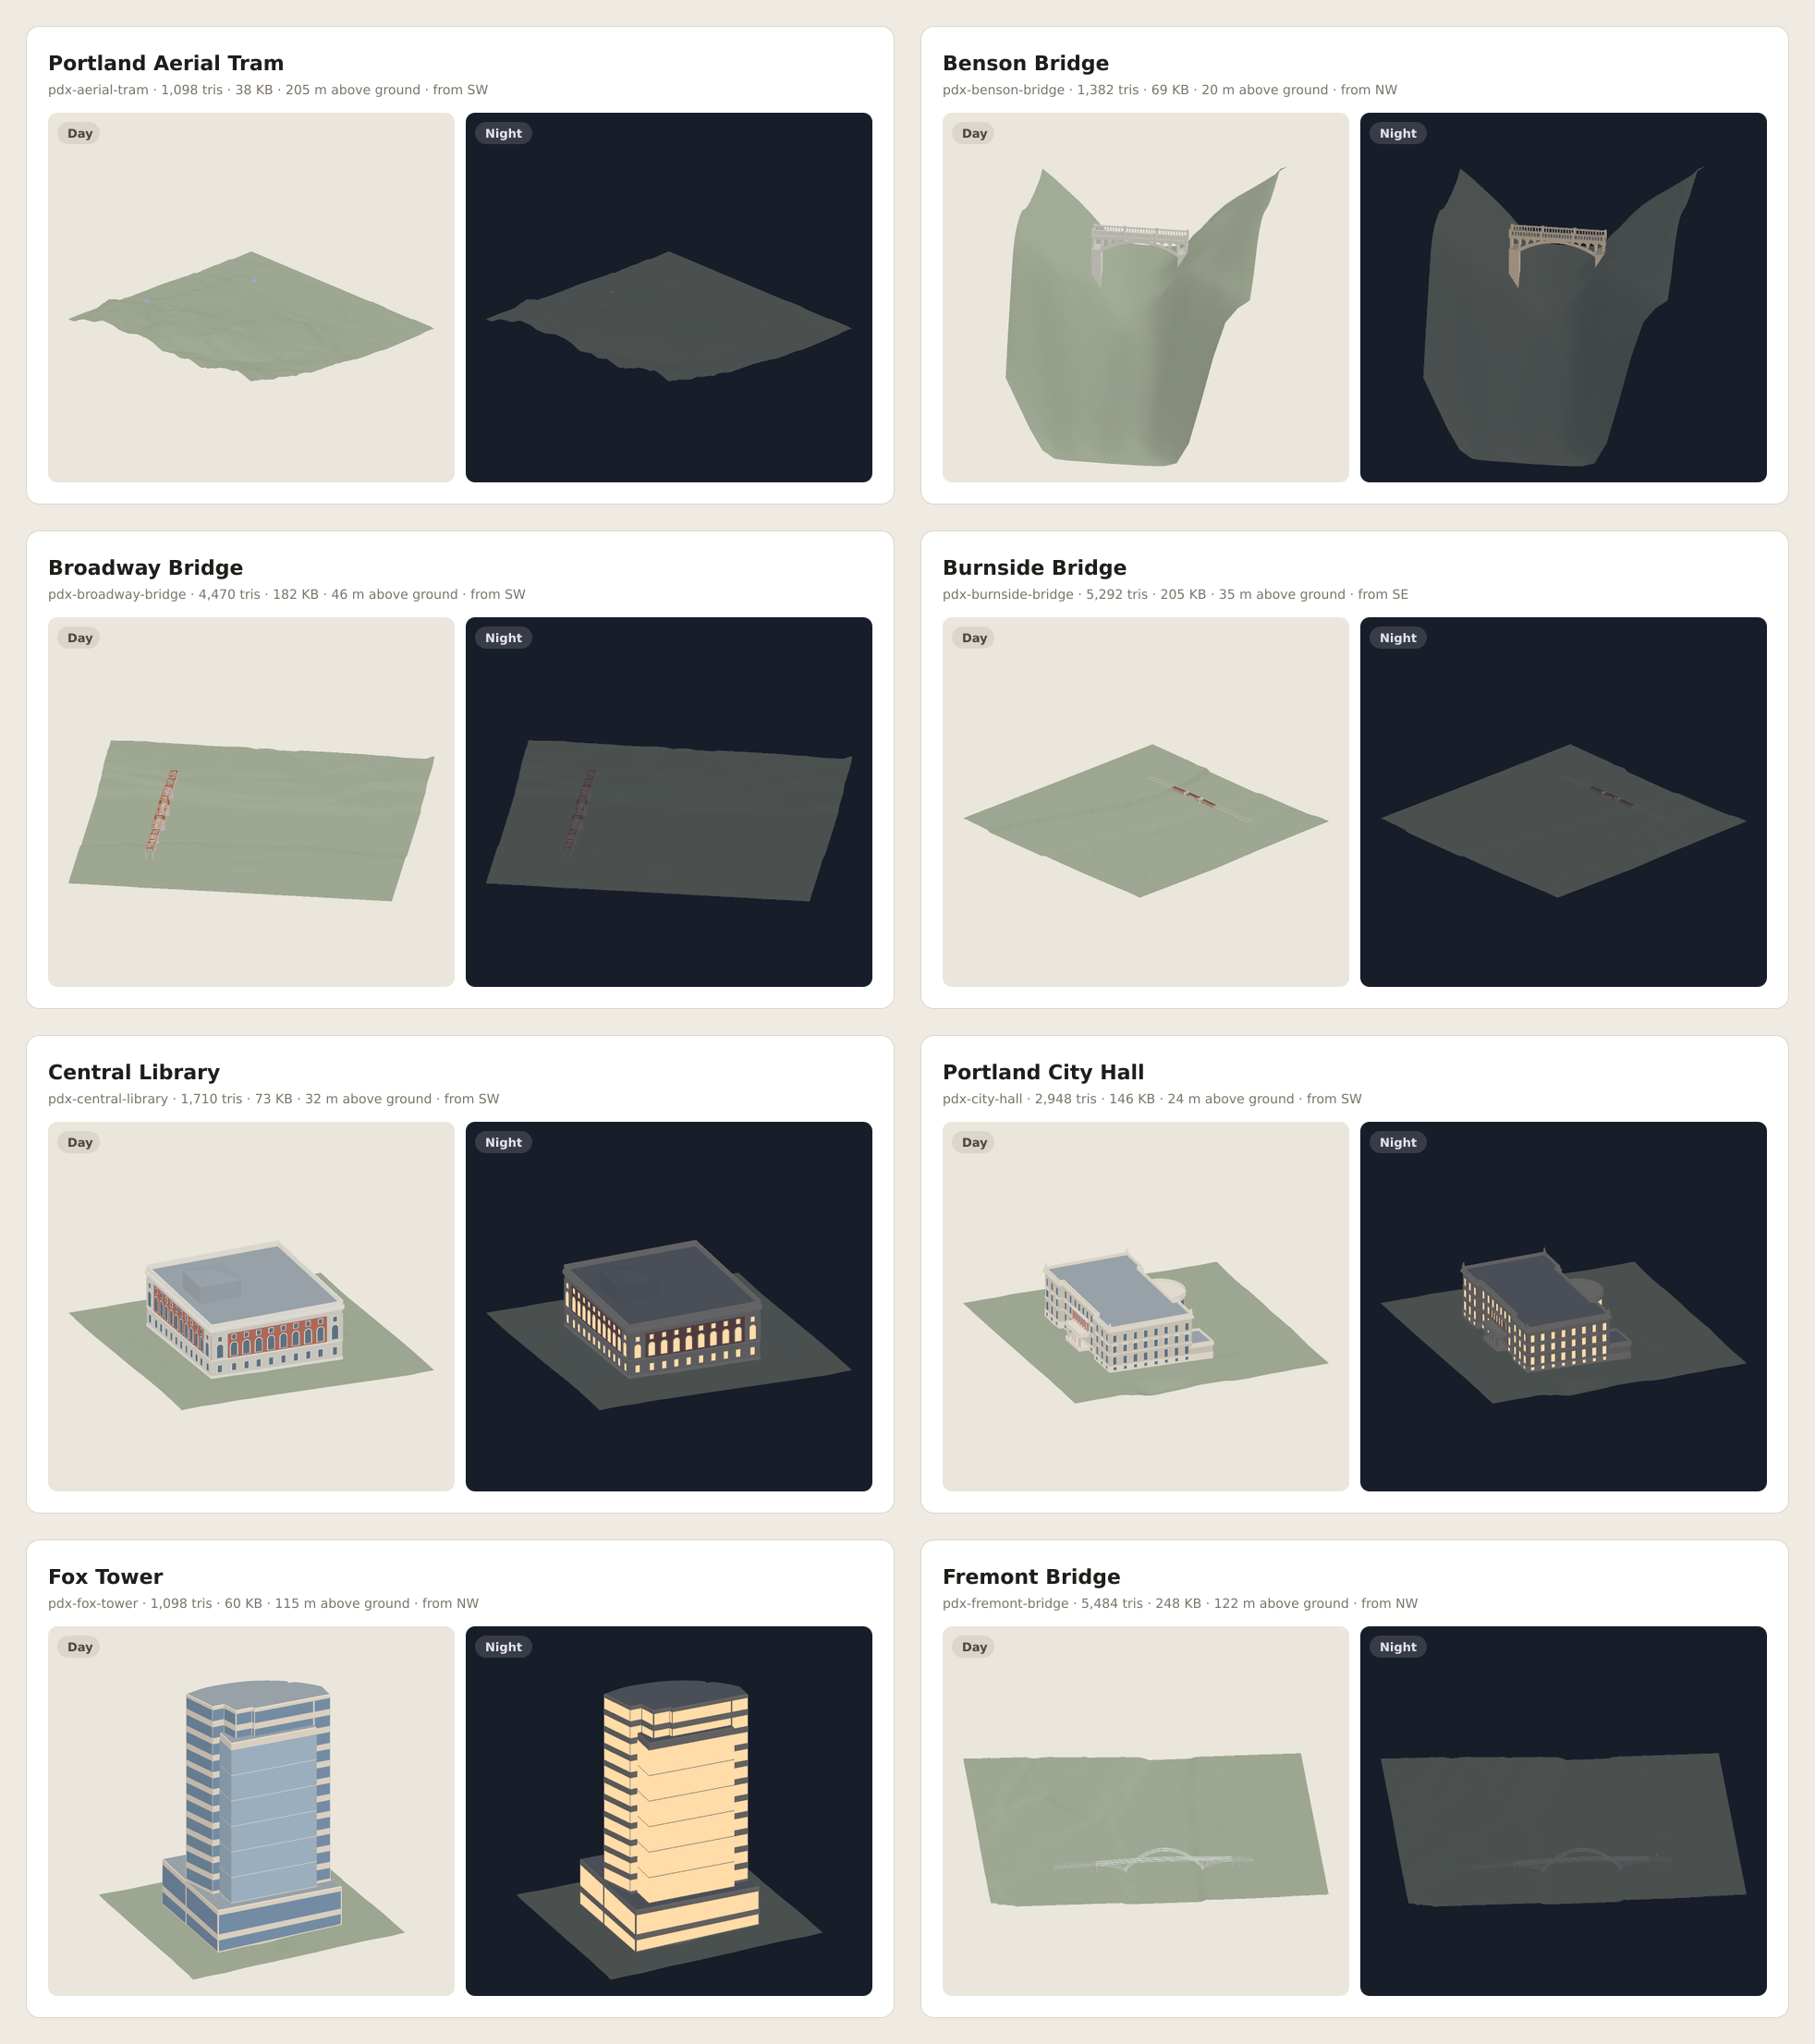 Portland Aerial Tram
pdx-aerial-tram · 1,098 tris · 38 KB · 205 m above ground · from SW
Day
Night
Benson Bridge
pdx-benson-bridge · 1,382 tris · 69 KB · 20 m above ground · from NW
Day
Night
Broadway Bridge
pdx-broadway-bridge · 4,470 tris · 182 KB · 46 m above ground · from SW
Day
Night
Burnside Bridge
pdx-burnside-bridge · 5,292 tris · 205 KB · 35 m above ground · from SE
Day
Night
Central Library
pdx-central-library · 1,710 tris · 73 KB · 32 m above ground · from SW
Day
Night
Portland City Hall
pdx-city-hall · 2,948 tris · 146 KB · 24 m above ground · from SW
Day
Night
Fox Tower
pdx-fox-tower · 1,098 tris · 60 KB · 115 m above ground · from NW
Day
Night
Fremont Bridge
pdx-fremont-bridge · 5,484 tris · 248 KB · 122 m above ground · from NW
Day
Night